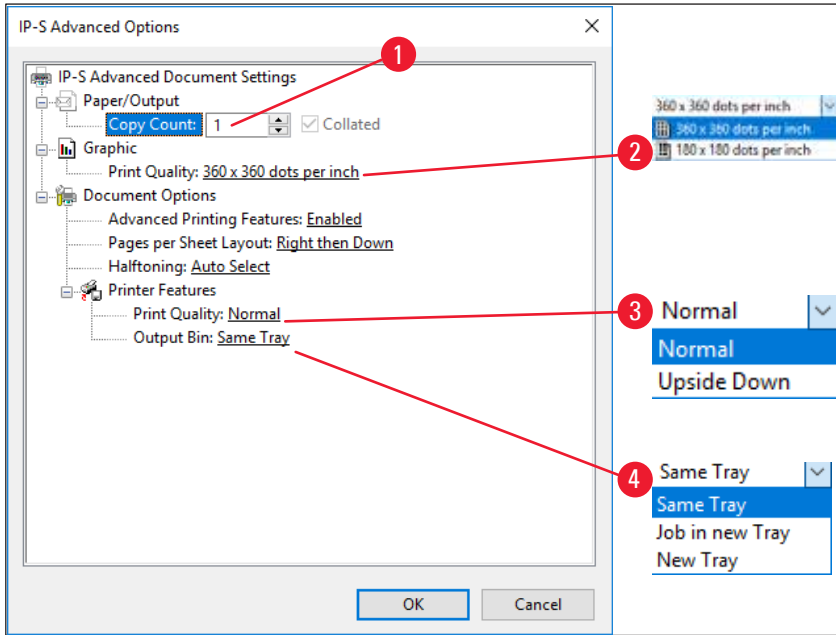 IP-S Advanced Options
1
IP-S Advanced Document Settings
Paper/Output
Copy Count: 1 Collated
Graphic
Print Quality: 360 x 360 dots per inch
Document Options
Advanced Printing Features: Enabled
Pages per Sheet Layout: Right then Down
Halftoning: Auto Select
Printer Features
Print Quality: Normal
Output Bin: Same Tray
OK Cancel
2
360 x 360 dots per inch
360 x 360 dots per inch
180 x 180 dots per inch
3
Normal
Normal
Upside Down
4
Same Tray
Same Tray
Job in new Tray
New Tray